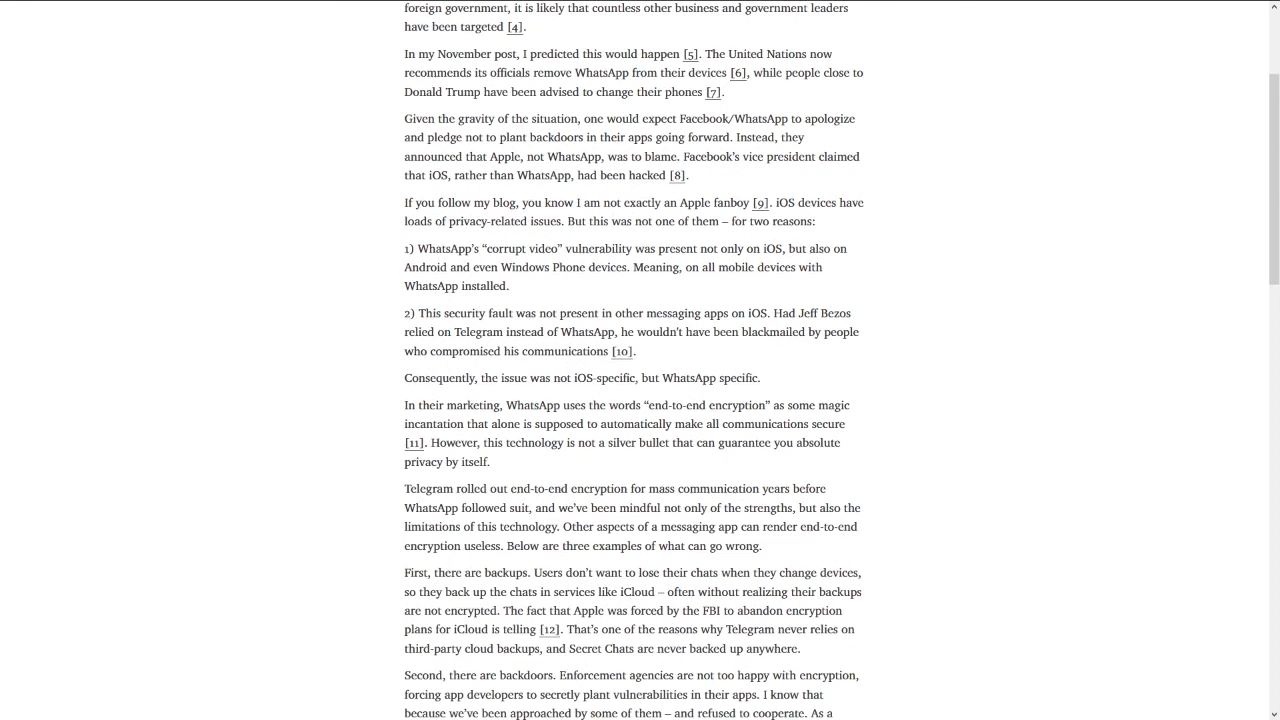 foreign government, it is likely that countless other business and government leaders
have been targeted [4].
In my November post, I predicted this would happen [5]. The United Nations now
recommends its officials remove WhatsApp from their devices [6], while people close to
Donald Trump have been advised to change their phones [7].
Given the gravity of the situation, one would expect Facebook/WhatsApp to apologize
and pledge not to plant backdoors in their apps going forward. Instead, they
announced that Apple, not WhatsApp, was to blame. Facebook’s vice president claimed
that iOS, rather than WhatsApp, had been hacked [8].
If you follow my blog, you know I am not exactly an Apple fanboy [9]. iOS devices have
loads of privacy-related issues. But this was not one of them – for two reasons:
1) WhatsApp’s “corrupt video” vulnerability was present not only on iOS, but also on
Android and even Windows Phone devices. Meaning, on all mobile devices with
WhatsApp installed.
2) This security fault was not present in other messaging apps on iOS. Had Jeff Bezos
relied on Telegram instead of WhatsApp, he wouldn't have been blackmailed by people
who compromised his communications [10].
Consequently, the issue was not iOS-specific, but WhatsApp specific.
In their marketing, WhatsApp uses the words “end-to-end encryption” as some magic
incantation that alone is supposed to automatically make all communications secure
[11]. However, this technology is not a silver bullet that can guarantee you absolute
privacy by itself.
Telegram rolled out end-to-end encryption for mass communication years before
WhatsApp followed suit, and we’ve been mindful not only of the strengths, but also the
limitations of this technology. Other aspects of a messaging app can render end-to-end
encryption useless. Below are three examples of what can go wrong.
First, there are backups. Users don’t want to lose their chats when they change devices,
so they back up the chats in services like iCloud – often without realizing their backups
are not encrypted. The fact that Apple was forced by the FBI to abandon encryption
plans for iCloud is telling [12]. That’s one of the reasons why Telegram never relies on
third-party cloud backups, and Secret Chats are never backed up anywhere.
Second, there are backdoors. Enforcement agencies are not too happy with encryption,
forcing app developers to secretly plant vulnerabilities in their apps. I know that
because we’ve been approached by some of them – and refused to cooperate. As a